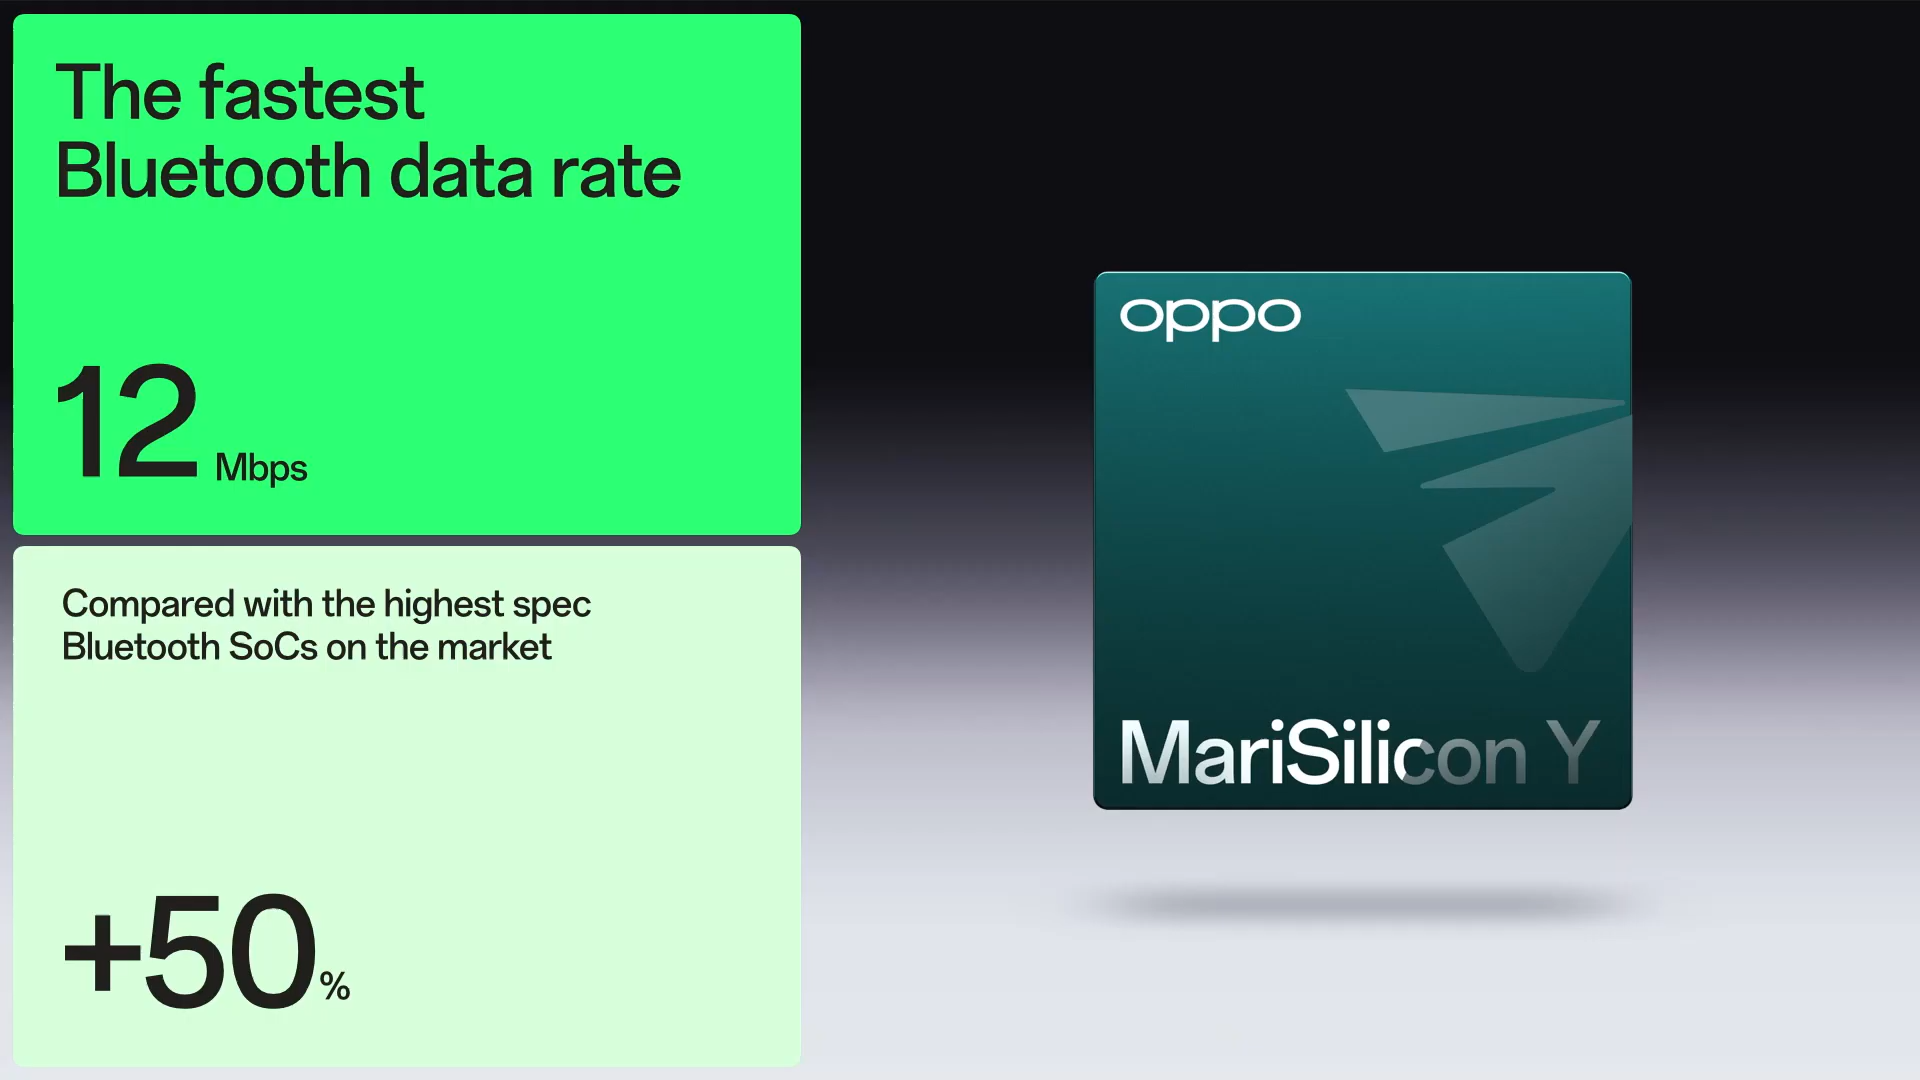 The fastest
Bluetooth data rate
12 Mbps
Compared with the highest spec
Bluetooth SoCs on the market
+50%
oppo
MariSilicon Y